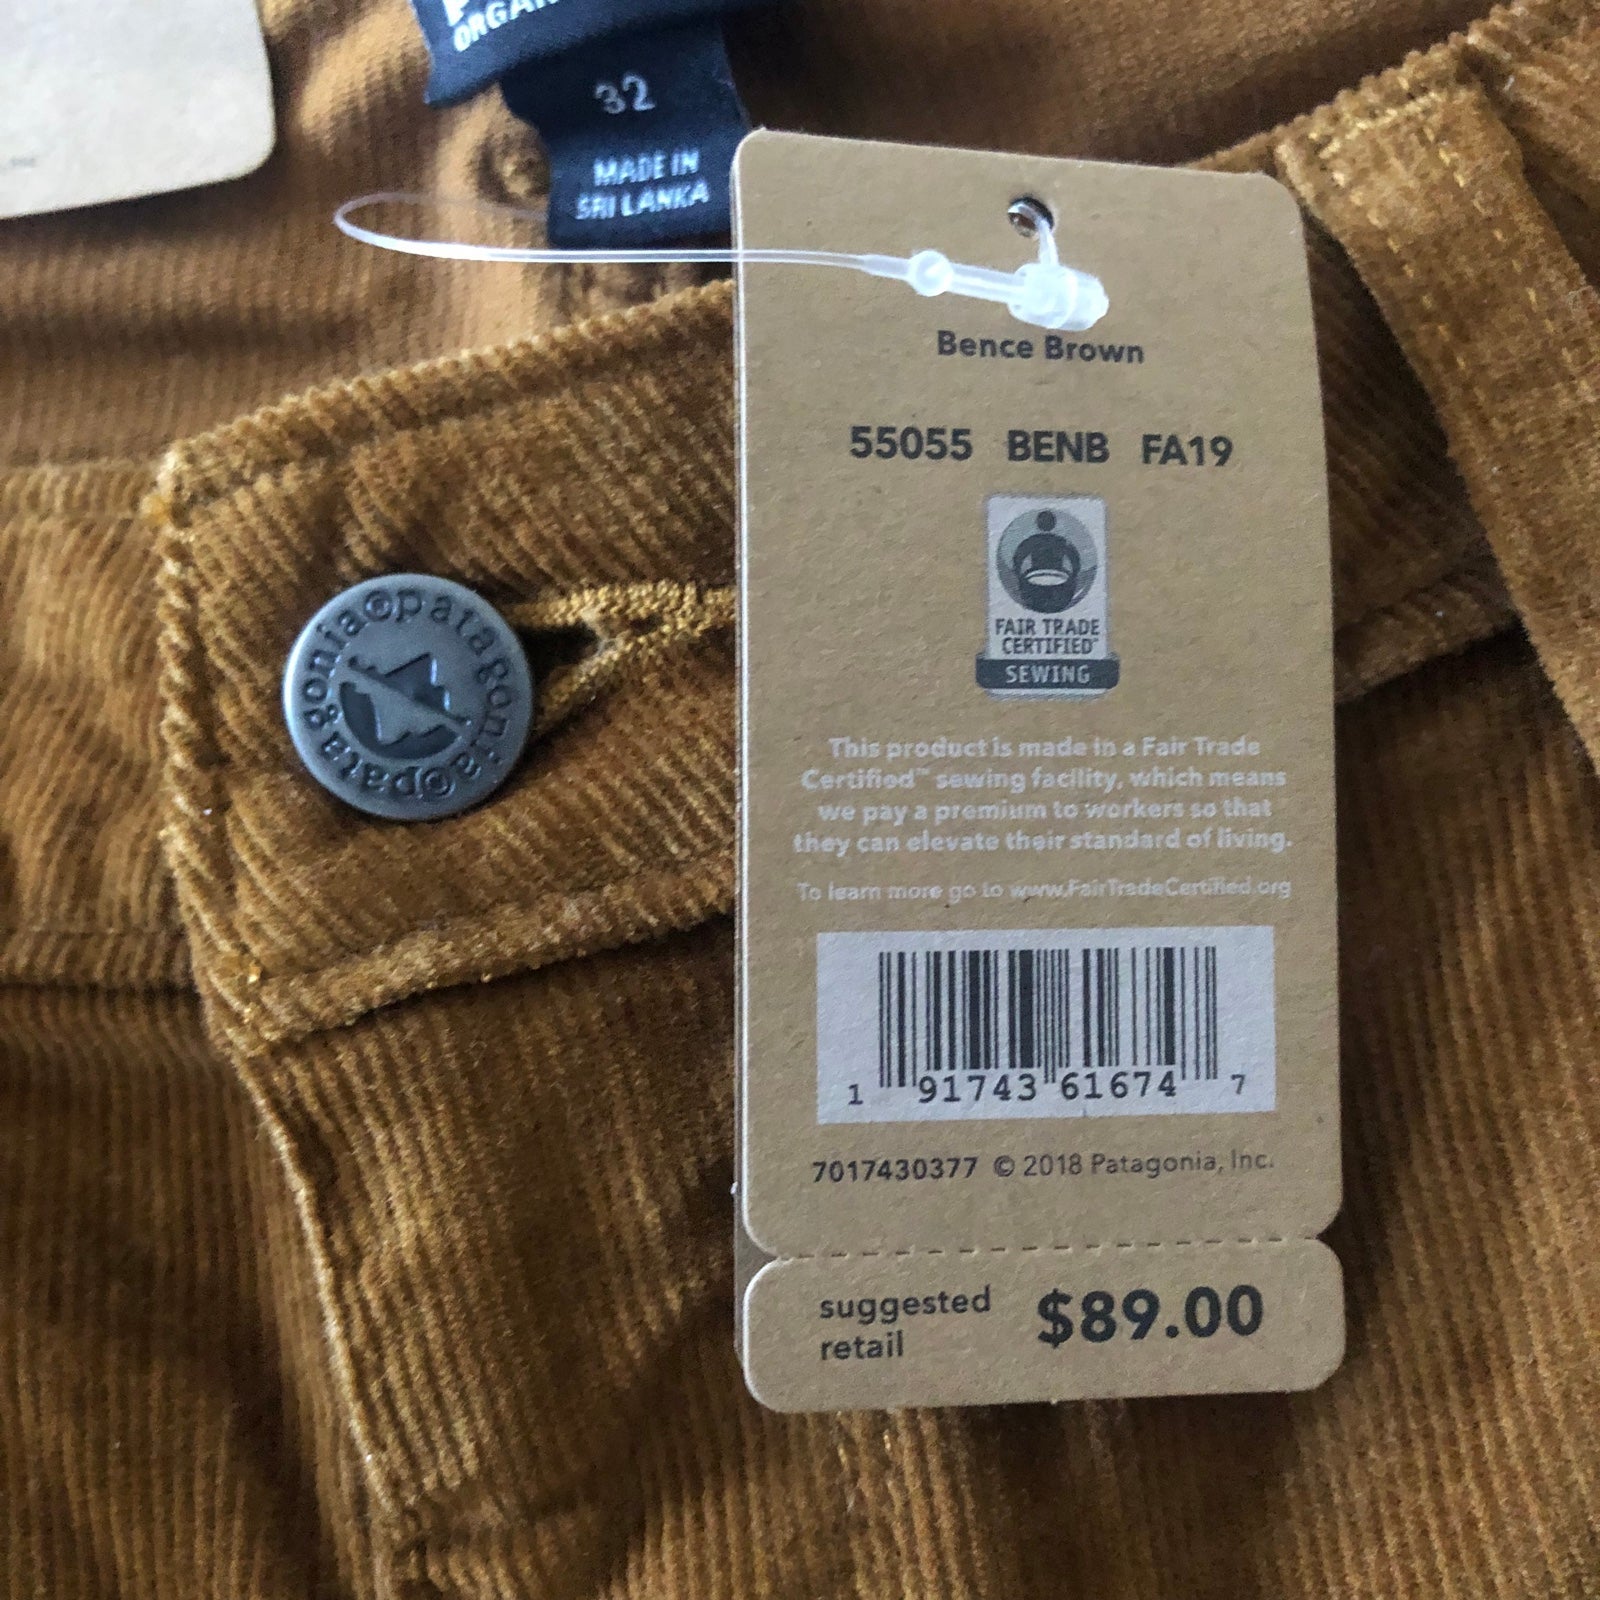 ORGAN
32
MADE IN
SRI LANKA
Bence Brown
55055 BENB FA19
FAIR TRADE
CERTIFIED™
SEWING
This product is made in a Fair Trade
Certified™ sewing facility, which means
we pay a premium to workers so that
they can elevate their standard of living.
To learn more go to www.FairTradeCertified.org
1 91743 61674 7
7017430377 © 2018 Patagonia, Inc.
suggested
retail
$89.00
patagonia®patagonia®